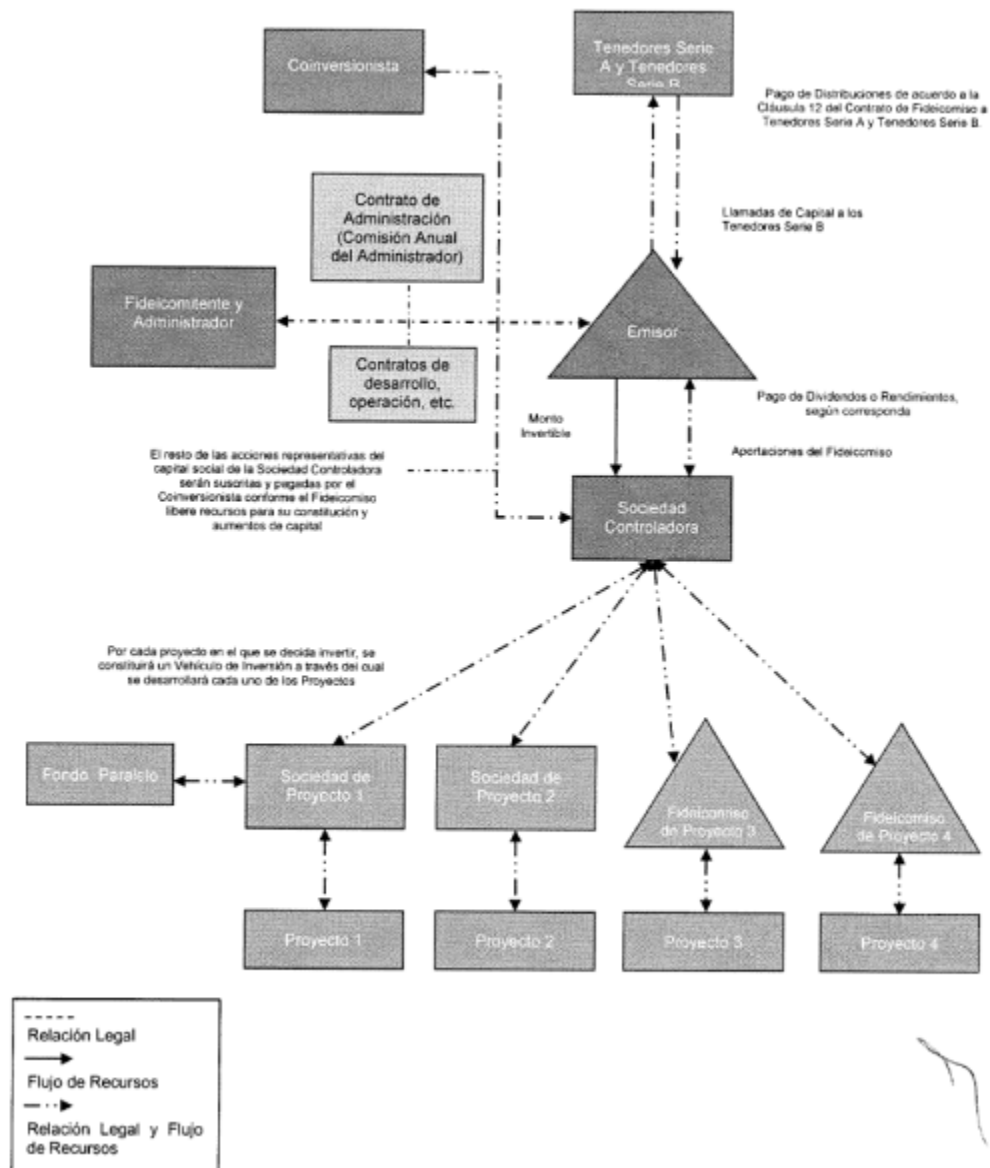 Coinversionista
Tenedores Serie
A y Tenedores
Serie B
Pago de Distribuciones de acuerdo a la
Cláusula 12 del Contrato de Fideicomiso a
Tenedores Serie A y Tenedores Serie B.
Contrato de
Administración
(Comisión Anual
del Administrador)
Llamadas de Capital a los
Tenedores Serie B
Fideicomitente y
Administrador
Emisor
Contratos de
desarrollo,
operación, etc.
Monto
Invertible
Pago de Dividendos o Rendimientos,
según corresponda
Aportaciones del Fideicomiso
El resto de las acciones representativas del
capital social de la Sociedad Controladora
serán suscritas y pagadas por el
Coinversionista conforme el Fideicomiso
libere recursos para su constitución y
aumentos de capital
Sociedad
Controladora
Por cada proyecto en el que se decida invertir, se
constituirá un Vehículo de Inversión a través del cual
se desarrollará cada uno de los Proyectos
Fondo Paralelo
Sociedad de
Proyecto 1
Sociedad de
Proyecto 2
Fideicomiso
de Proyecto 3
Fideicomiso
de Proyecto 4
Proyecto 1
Proyecto 2
Proyecto 3
Proyecto 4
Relación Legal
Flujo de Recursos
Relación Legal y Flujo
de Recursos